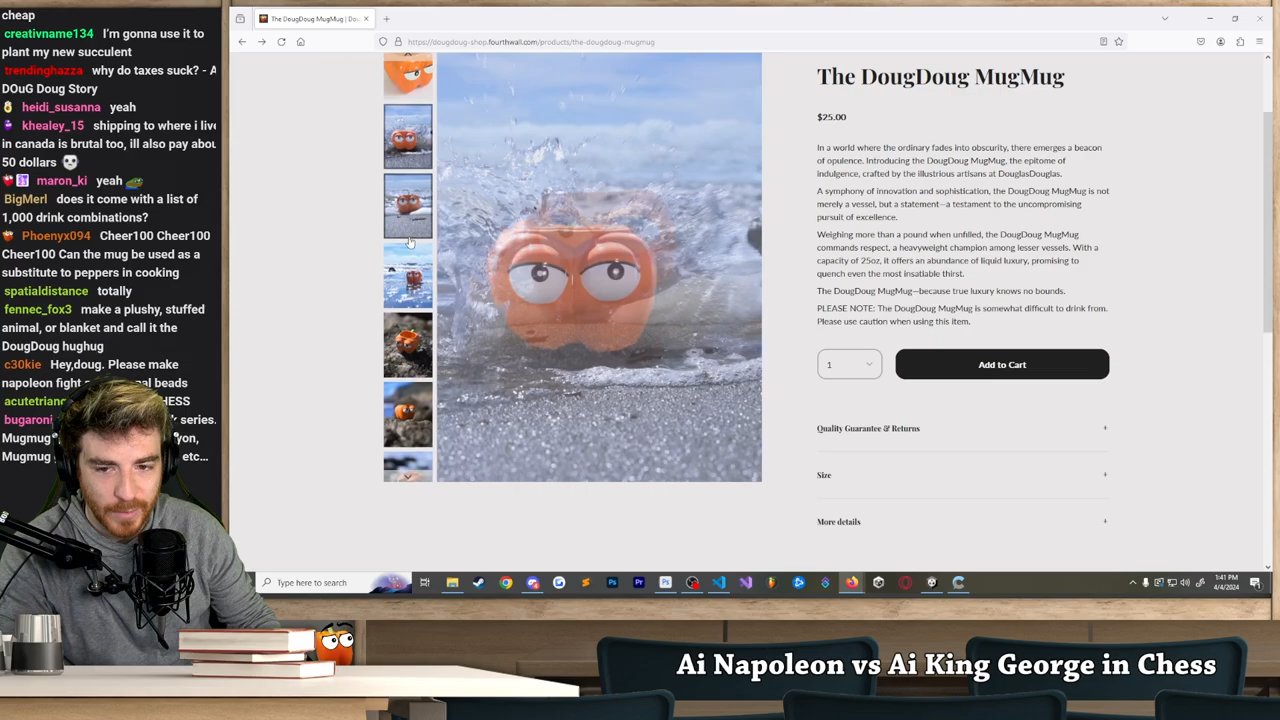 cheap
creativname134 I'm gonna use it to
plant my new succulent
trendinghazza why do taxes suck? - A
DOuG Doug Story
heidi_susanna yeah
khealey_15 shipping to where i live
in canada is brutal too, ill also pay about
50 dollars
maron_ki yeah
BigMerl does it come with a list of
1,000 drink combinations?
Phoenyx094 Cheer100 Cheer100
Cheer100 Can the mug be used as a
substitute to peppers in cooking
spatialdistance totally
fennec_fox3 make a plushy, stuffed
animal, or blanket and call it the
DougDoug hughug
c30kie Hey,doug. Please make
napoleon fight
nal beads
CHESS
k series.
Mugmug
yon,
Mugmug
etc…
The DougDoug MugMug | Dou
https://dougdoug-shop.fourthwall.com/products/the-dougdoug-mugmug
The DougDoug MugMug
$25.00
In a world where the ordinary fades into obscurity, there emerges a beacon
of opulence. Introducing the DougDoug MugMug, the epitome of
indulgence, crafted by the illustrious artisans at DouglasDouglas.
A symphony of innovation and sophistication, the DougDoug MugMug is not
merely a vessel, but a statement—a testament to the uncompromising
pursuit of excellence.
Weighing more than a pound when unfilled, the DougDoug MugMug
commands respect, a heavyweight champion among lesser vessels. With a
capacity of 25oz, it offers an abundance of liquid luxury, promising to
quench even the most insatiable thirst.
The DougDoug MugMug—because true luxury knows no bounds.
PLEASE NOTE: The DougDoug MugMug is somewhat difficult to drink from.
Please use caution when using this item.
1
Add to Cart
Quality Guarantee & Returns +
Size +
More details +
Type here to search
1:41 PM
4/4/2024
Ai Napoleon vs Ai King George in Chess